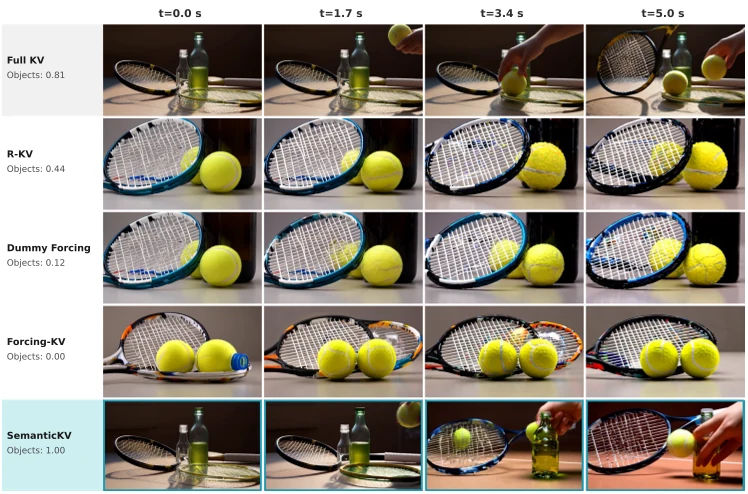 t=0.0 s
t=1.7 s
t=3.4 s
t=5.0 s
Full KV
Objects: 0.81
R-KV
Objects: 0.44
Dummy Forcing
Objects: 0.12
Forcing-KV
Objects: 0.00
SemanticKV
Objects: 1.00